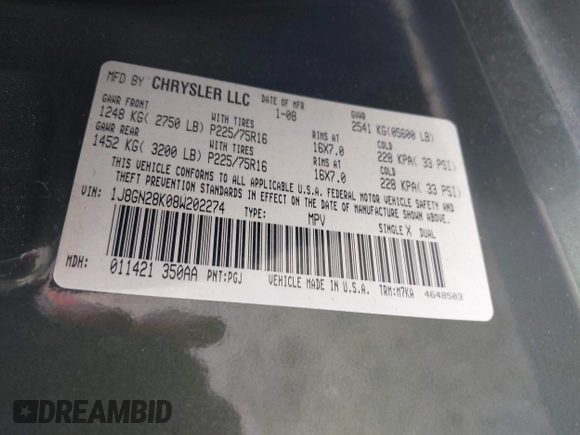 MFD BY CHRYSLER LLC DATE OF MFR 1-08 GVWR 2541 KG(05600 LB)
GAWR FRONT WITH TIRES RIMS AT COLD
1248 KG( 2750 LB) P225/75R16 16X7.0 228 KPA( 33 PSI)
GAWR REAR WITH TIRES RIMS AT COLD
1452 KG( 3200 LB) P225/75R16 16X7.0 228 KPA( 33 PSI)
THIS VEHICLE CONFORMS TO ALL APPLICABLE U.S.A. FEDERAL MOTOR VEHICLE SAFETY AND
THEFT PREVENTION STANDARDS IN EFFECT ON THE DATE OF MANUFACTURE SHOWN ABOVE.
VIN: 1J8GN28K08W202274 TYPE: MPV SINGLE X DUAL
MDH: 011421 350AA PNT:PGJ VEHICLE MADE IN U.S.A. TRM:M7KA 4648503
DREAMBID